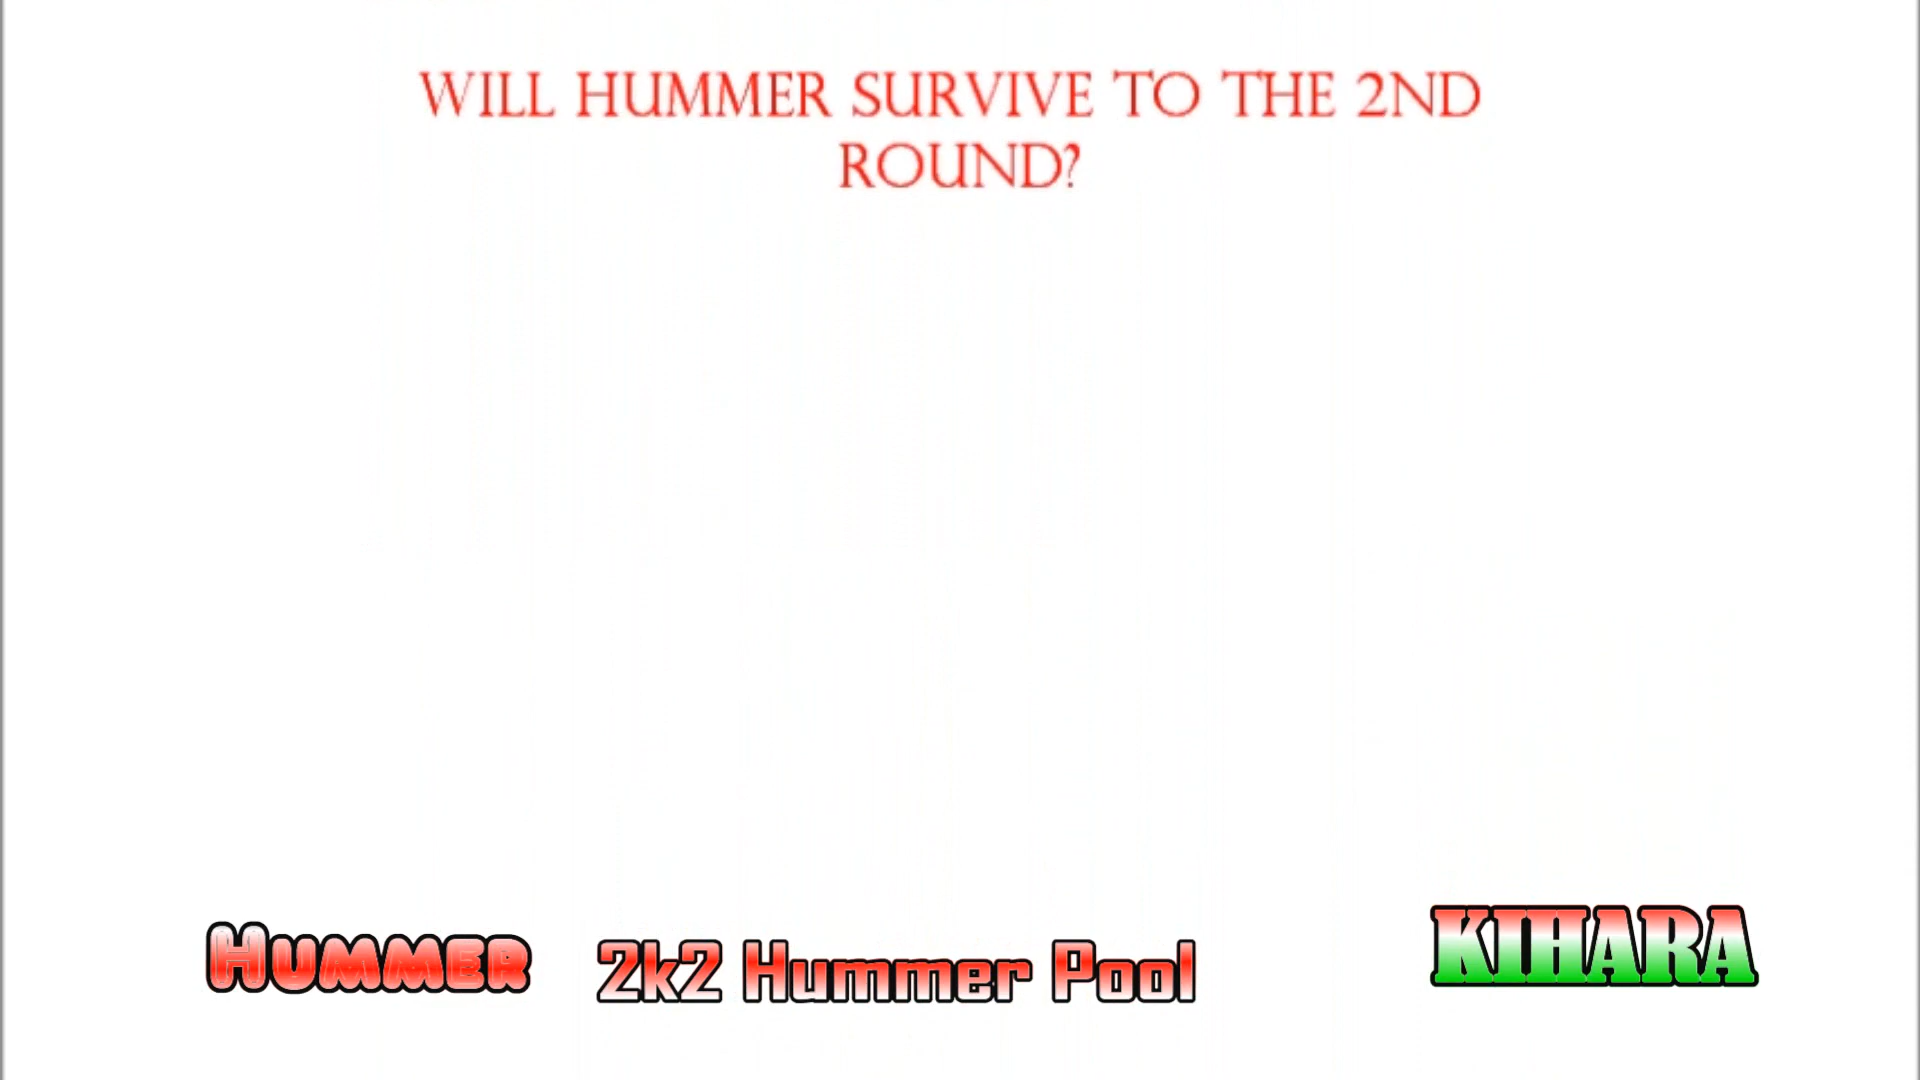 WILL HUMMER SURVIVE TO THE 2ND
ROUND?
HUMMER
2k2 Hummer Pool
KIHARA